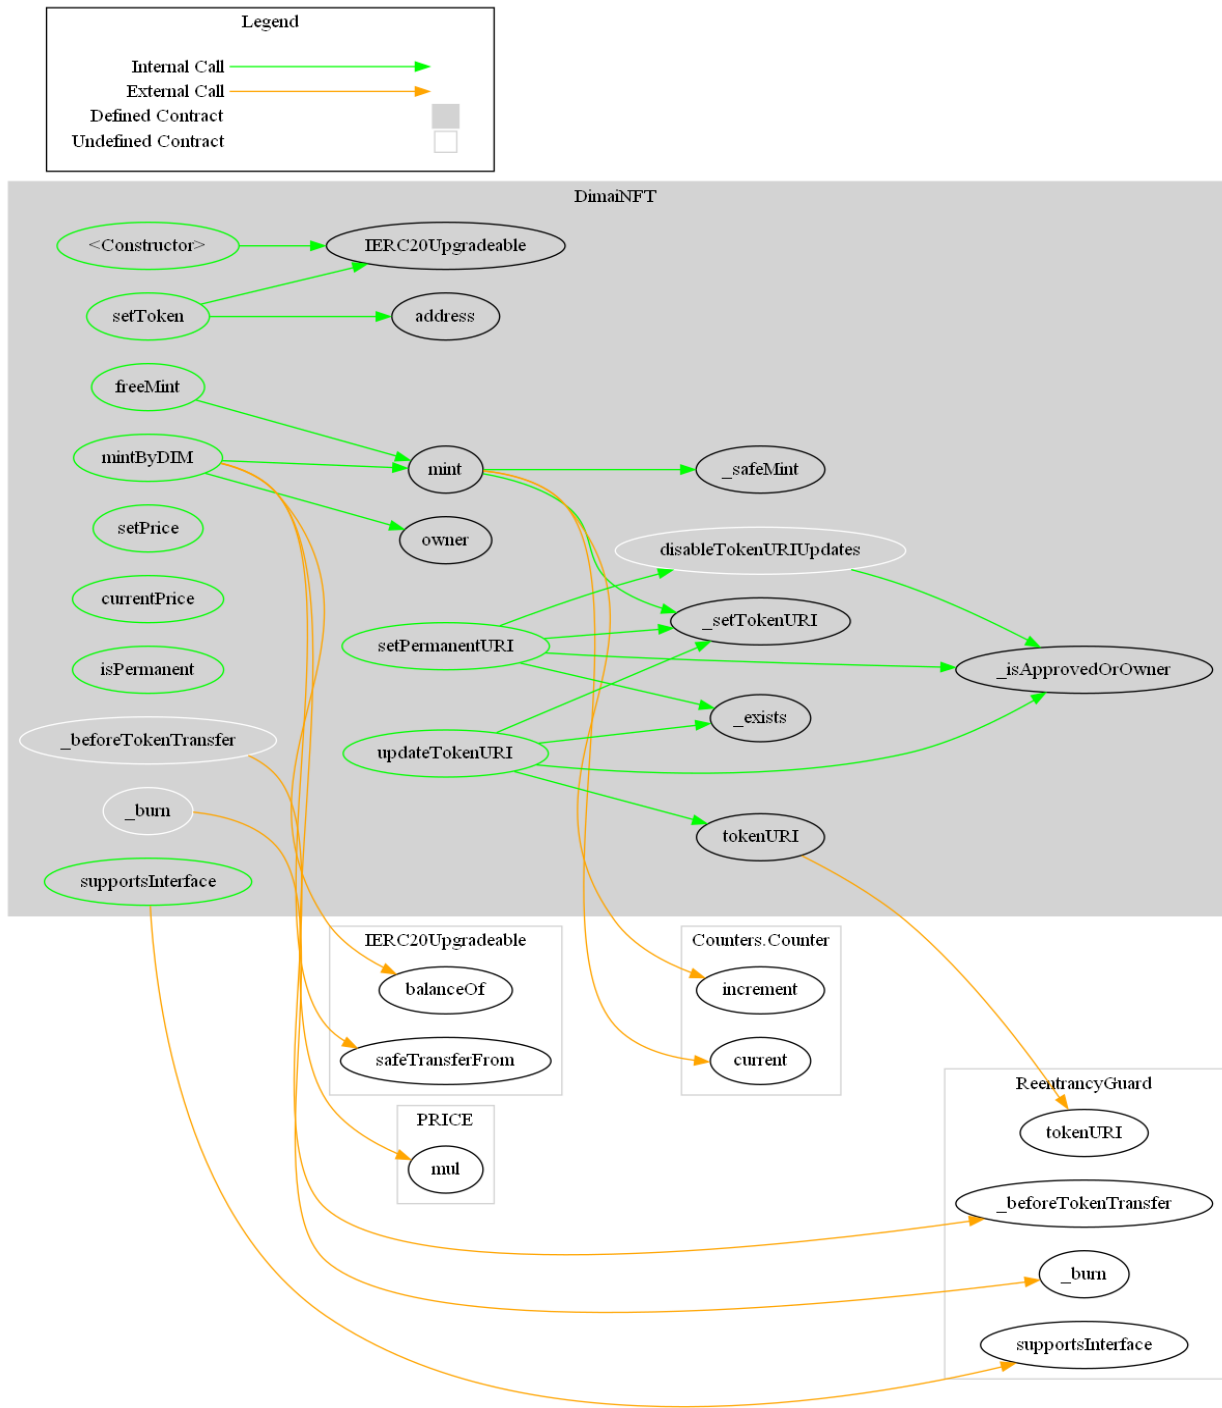 Legend
Internal Call
External Call
Defined Contract
Undefined Contract
DimaiNFT
<Constructor>
IERC20Upgradeable
setToken
address
freeMint
mintByDIM
mint
_safeMint
setPrice
owner
disableTokenURIUpdates
currentPrice
_setTokenURI
setPermanentURI
isPermanent
_isApprovedOrOwner
_exists
_beforeTokenTransfer
updateTokenURI
_burn
tokenURI
supportsInterface
IERC20Upgradeable
balanceOf
safeTransferFrom
Counters.Counter
increment
current
PRICE
mul
ReentrancyGuard
tokenURI
_beforeTokenTransfer
_burn
supportsInterface